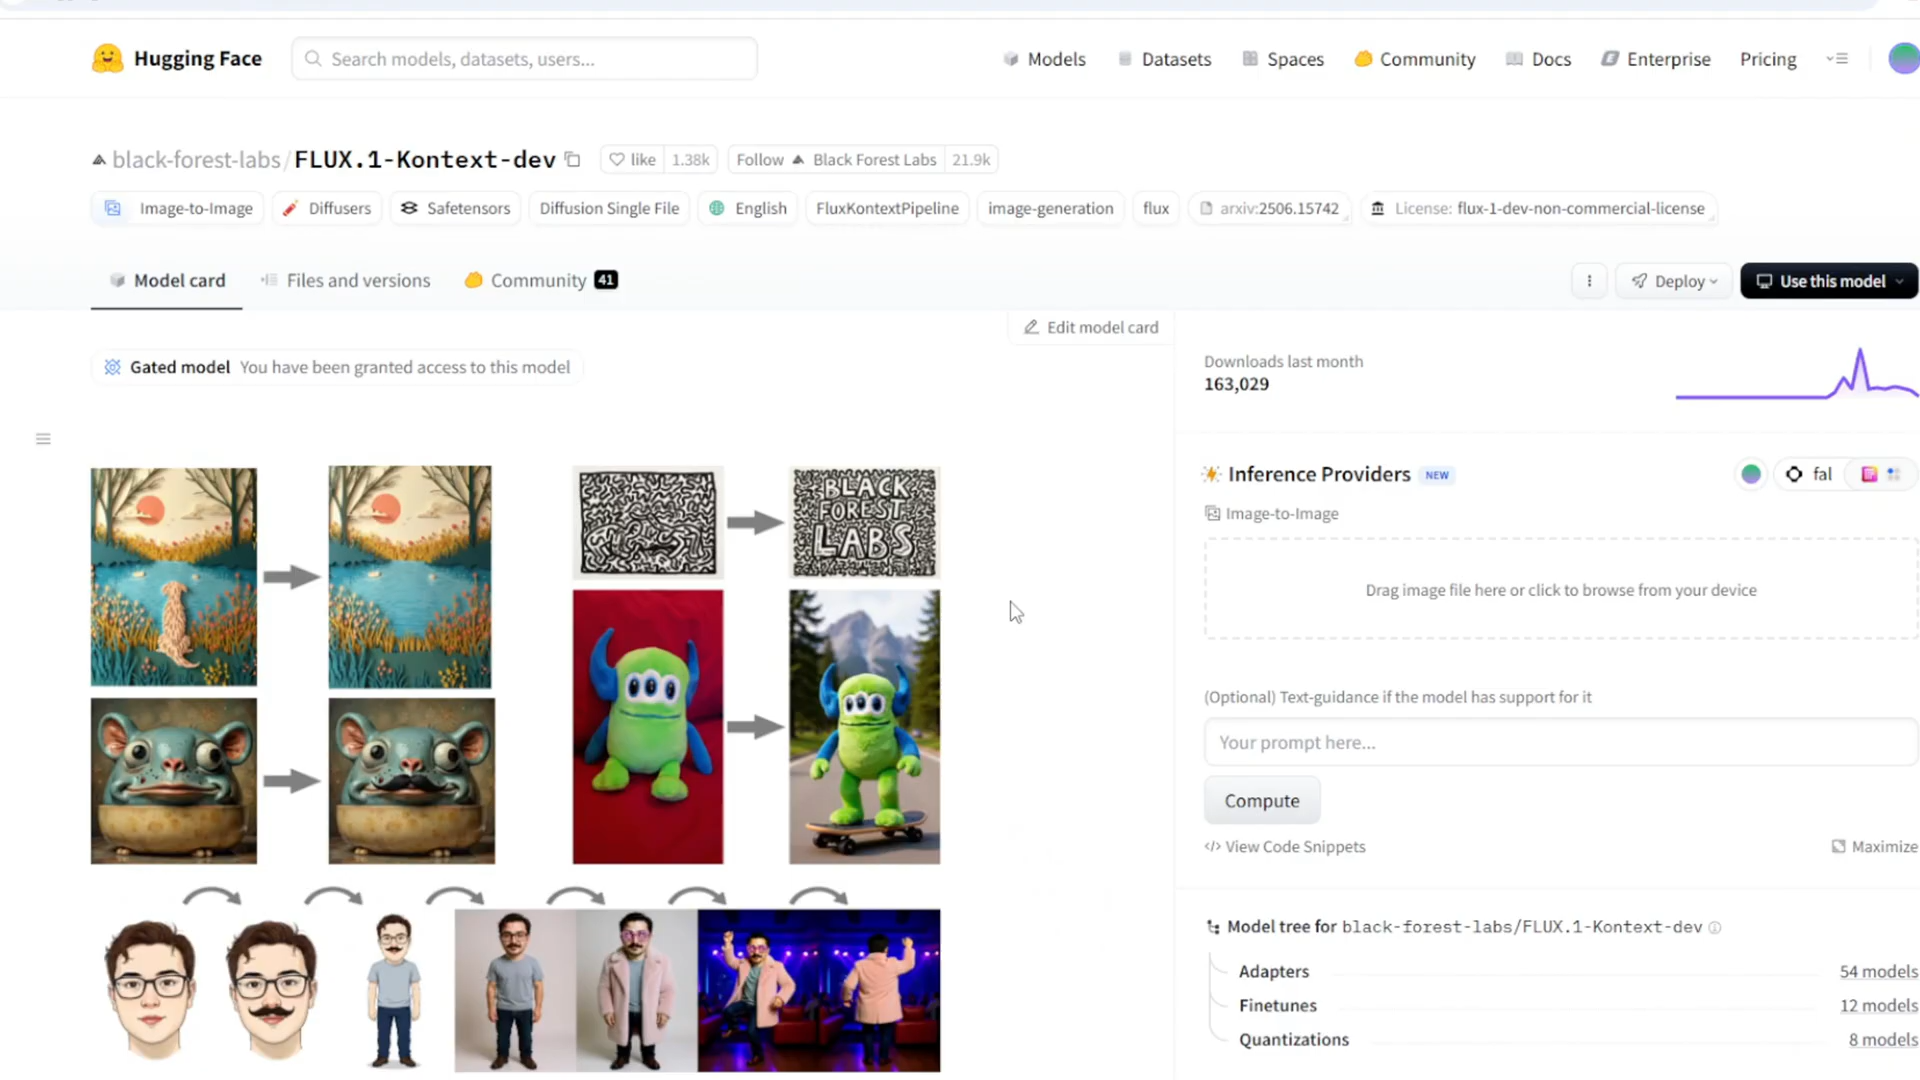 Hugging Face
Search models, datasets, users...
Models
Datasets
Spaces
Community
Docs
Enterprise
Pricing
black-forest-labs/FLUX.1-Kontext-dev
like 1.38k
Follow Black Forest Labs 21.9k
Image-to-Image
Diffusers
Safetensors
Diffusion Single File
English
FluxKontextPipeline
image-generation
flux
arxiv:2506.15742
License: flux-1-dev-non-commercial-license
Model card
Files and versions
Community 41
Deploy
Use this model
Edit model card
Gated model You have been granted access to this model
BLACK
FOREST
LABS
Downloads last month
163,029
Inference Providers NEW
fal
Image-to-Image
Drag image file here or click to browse from your device
(Optional) Text-guidance if the model has support for it
Your prompt here...
Compute
</> View Code Snippets
Maximize
Model tree for black-forest-labs/FLUX.1-Kontext-dev
Adapters 54 models
Finetunes 12 models
Quantizations 8 models